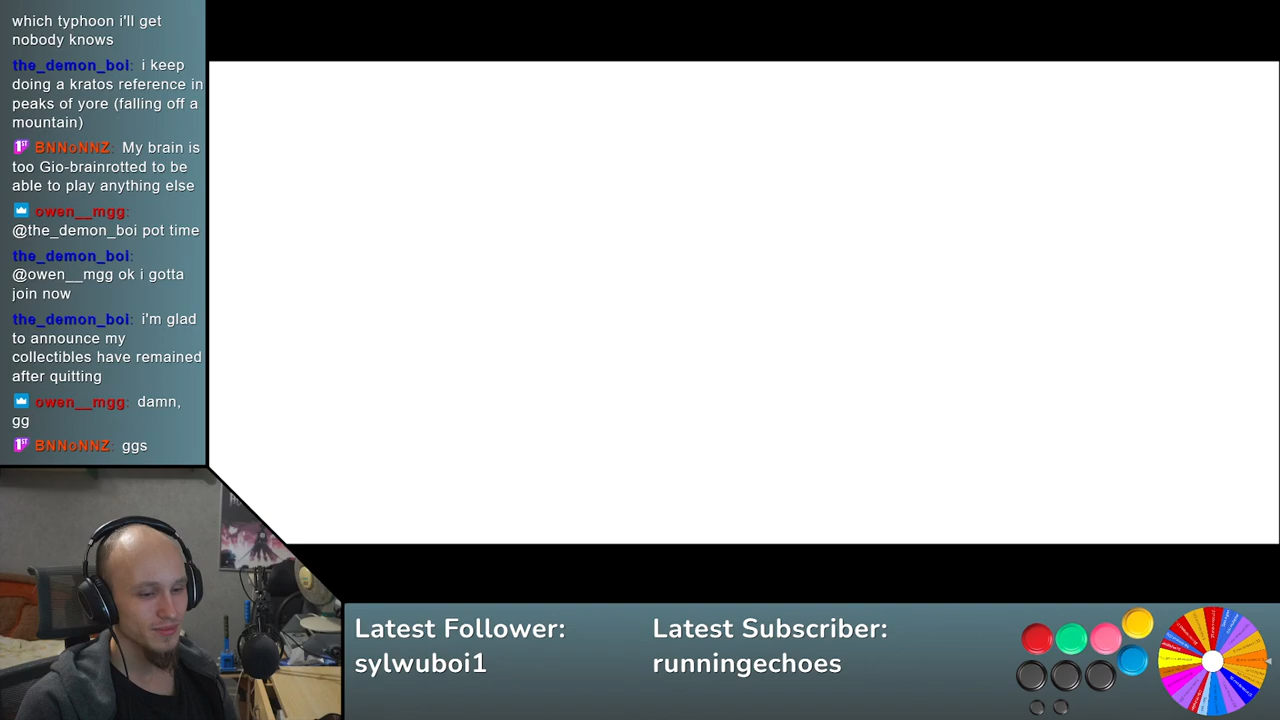 which typhoon i'll get
nobody knows
the_demon_boi: i keep
doing a kratos reference in
peaks of yore (falling off a
mountain)
BNNoNNZ: My brain is
too Gio-brainrotted to be
able to play anything else
owen__mgg:
@the_demon_boi pot time
the_demon_boi:
@owen__mgg ok i gotta
join now
the_demon_boi: i'm glad
to announce my
collectibles have remained
after quitting
owen__mgg: damn,
gg
BNNoNNZ: ggs
Latest Follower:
sylwuboi1
Latest Subscriber:
runningechoes